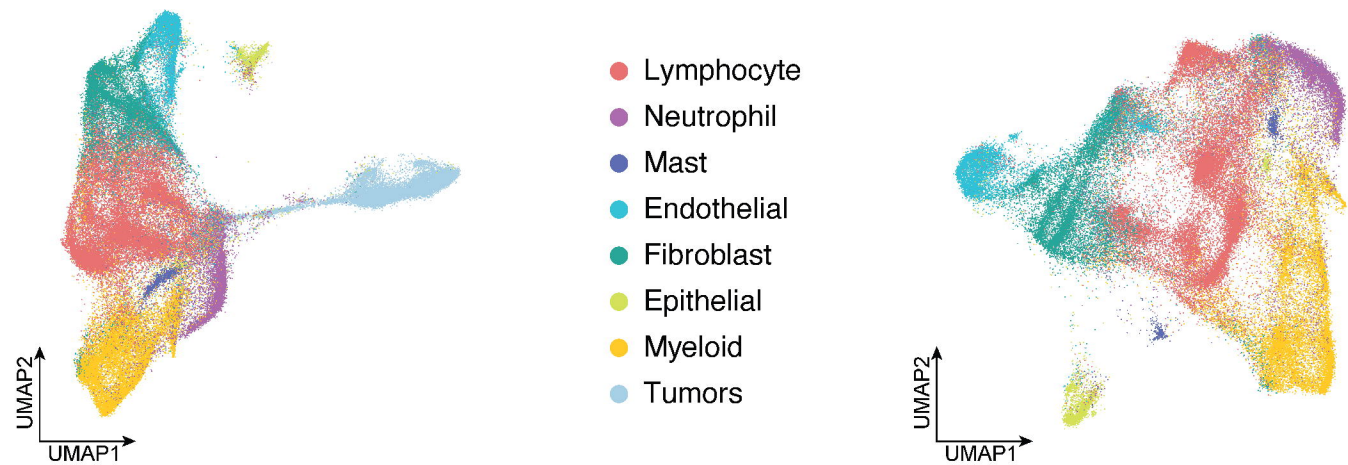 UMAP2
UMAP1
Lymphocyte
Neutrophil
Mast
Endothelial
Fibroblast
Epithelial
Myeloid
Tumors
UMAP2
UMAP1